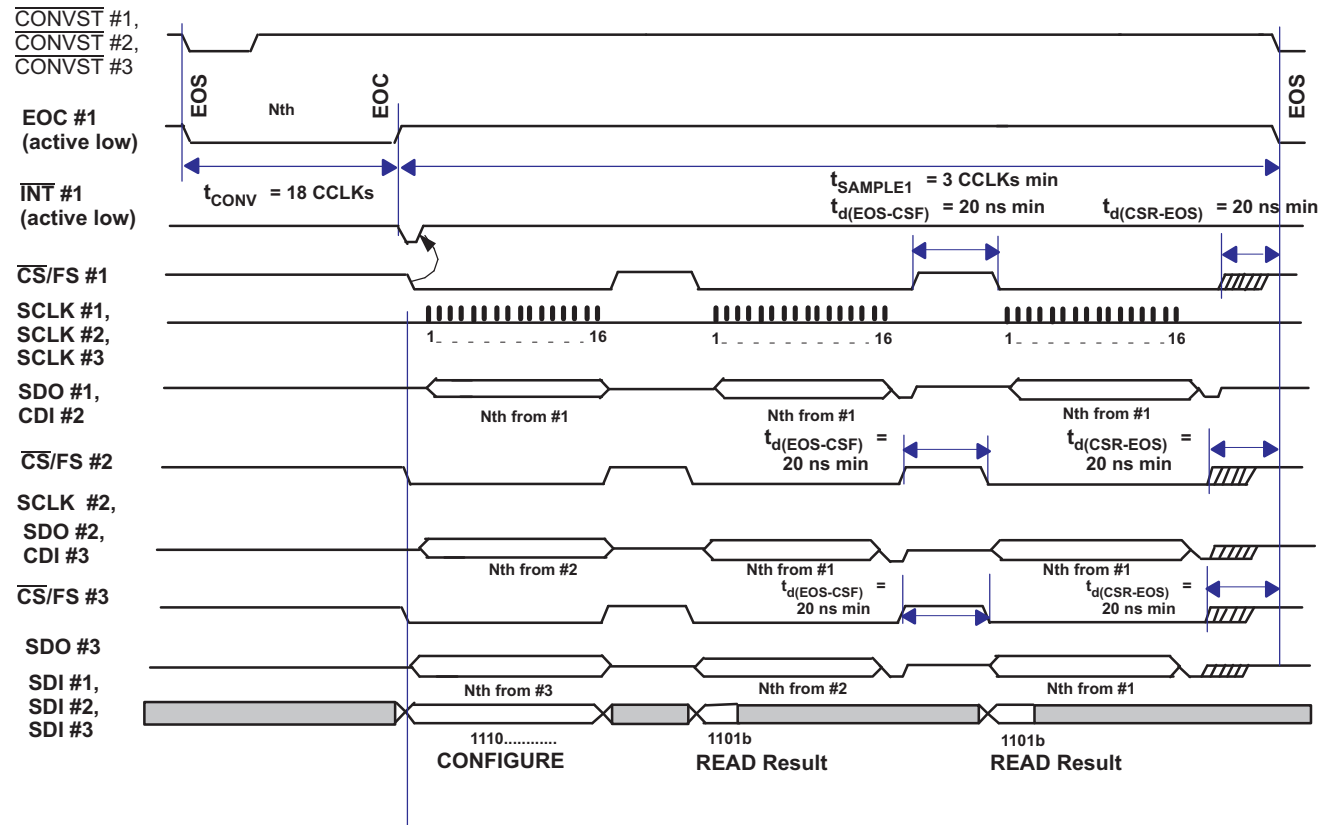 CONVST #1,
CONVST #2,
CONVST #3
EOS
EOC
EOS
Nth
EOC #1
(active low)
tCONV = 18 CCLKs
tSAMPLE1 = 3 CCLKs min
INT #1
(active low)
td(EOS-CSF) = 20 ns min
td(CSR-EOS) = 20 ns min
CS/FS #1
SCLK #1,
SCLK #2,
SCLK #3
1_ _ _ _ _ _ _ _ _ _16
1_ _ _ _ _ _ _ _ _ _16
1_ _ _ _ _ _ _ _ _ _16
SDO #1,
CDI #2
Nth from #1
Nth from #1
Nth from #1
td(EOS-CSF) =
20 ns min
td(CSR-EOS) =
20 ns min
CS/FS #2
SCLK #2,
SDO #2,
CDI #3
Nth from #2
Nth from #1
Nth from #1
td(EOS-CSF) =
20 ns min
td(CSR-EOS) =
20 ns min
CS/FS #3
SDO #3
Nth from #3
Nth from #2
Nth from #1
SDI #1,
SDI #2,
SDI #3
1110............
CONFIGURE
1101b
READ Result
1101b
READ Result